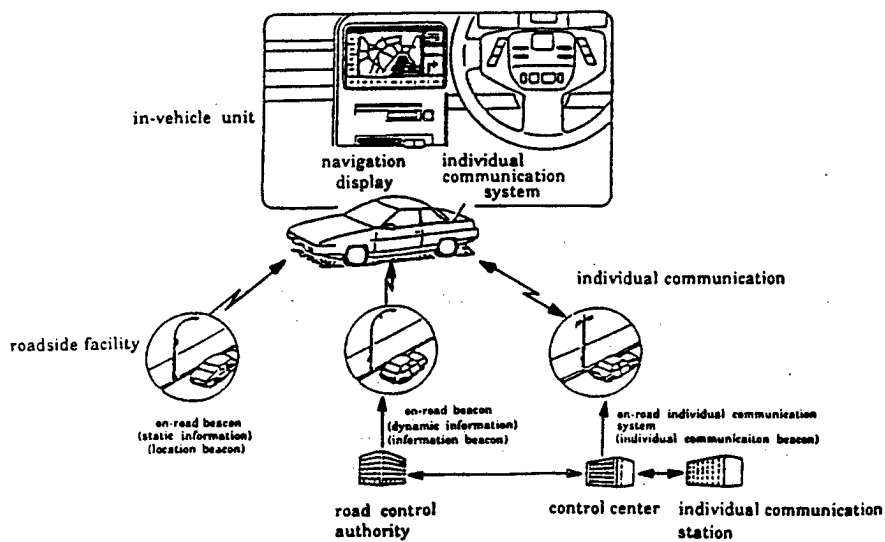 in-vehicle unit
navigation
display
individual
communication
system
individual communication
roadside facility
on-road beacon
(static information)
(location beacon)
on-road beacon
(dynamic information)
(information beacon)
on-road individual communication
system
(individual communicaiton beacon)
road control
authority
control center
individual communication
station